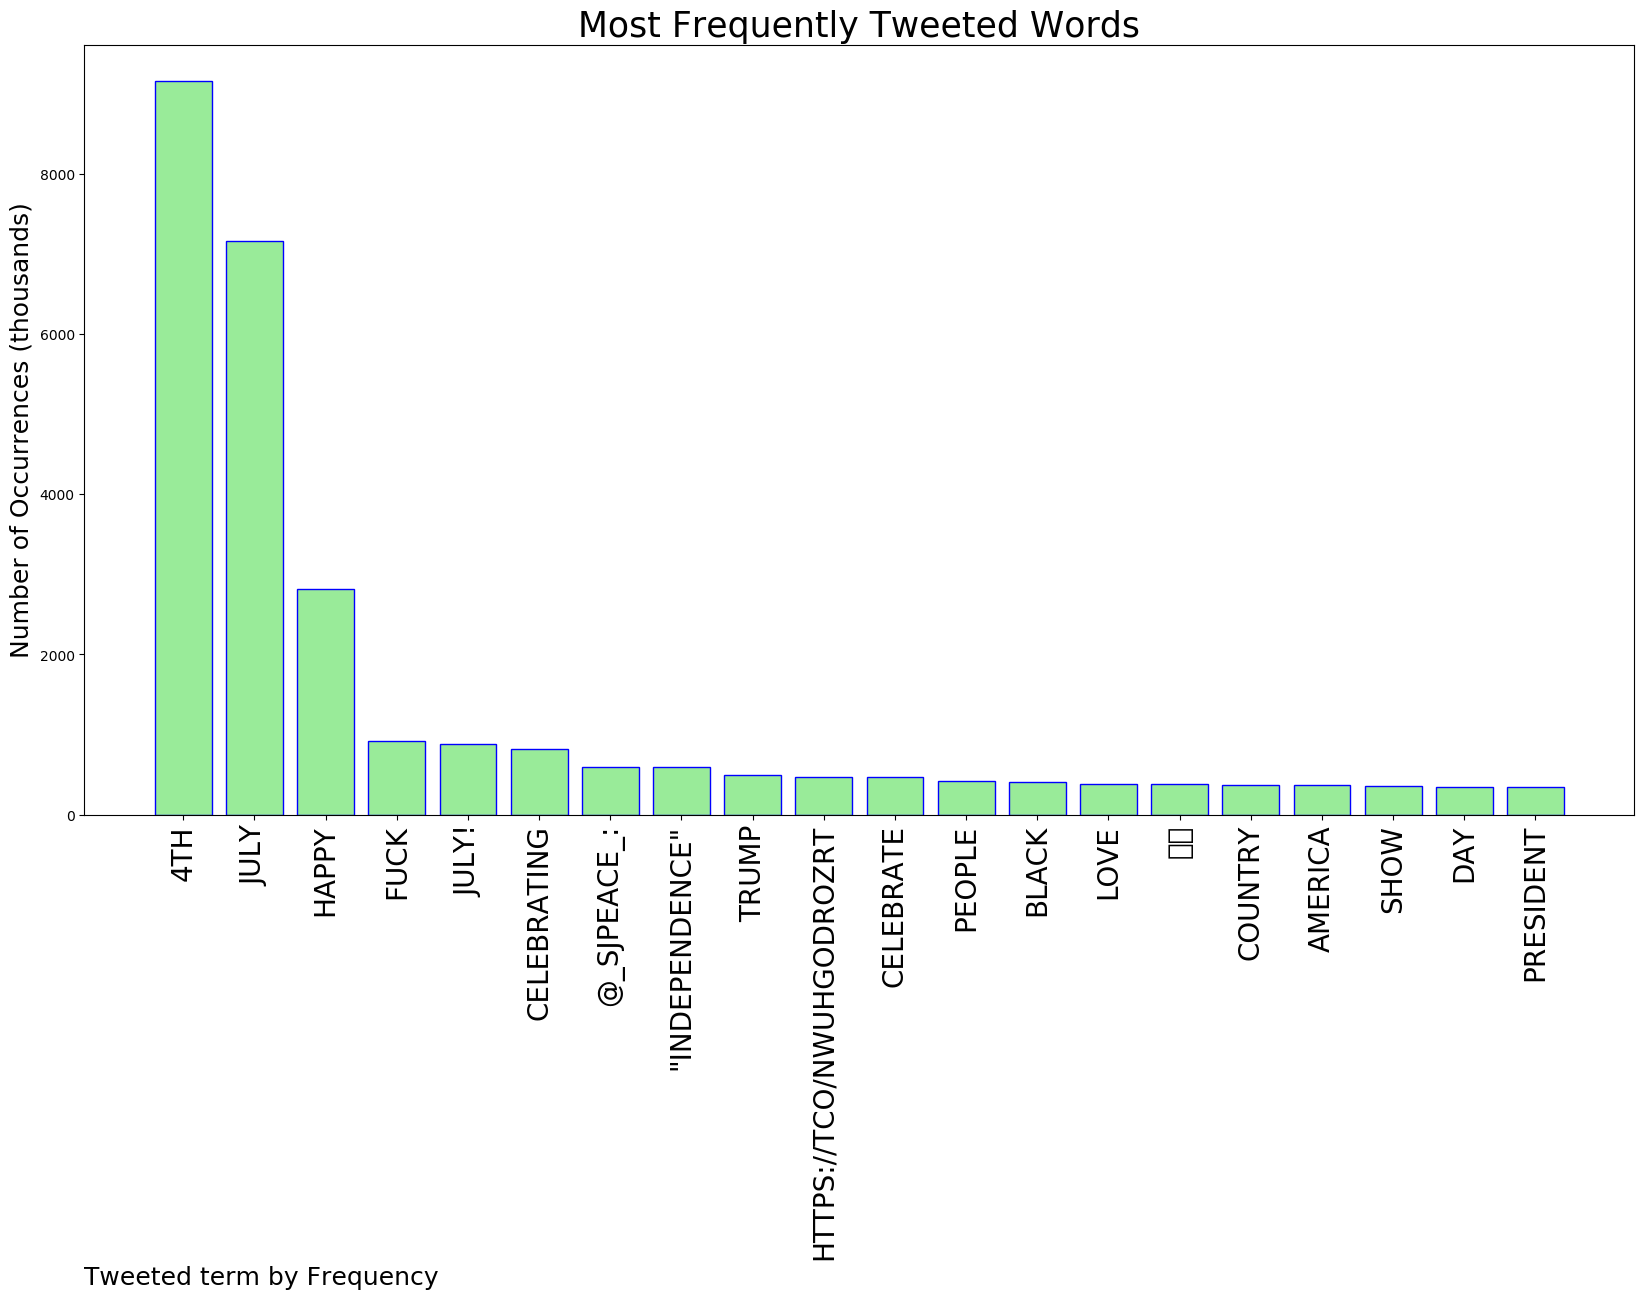 Most Frequently Tweeted Words
Number of Occurrences (thousands)
8000
6000
4000
2000
0
4TH
JULY
HAPPY
FUCK
JULY!
CELEBRATING
@_SJPEACE_:
"INDEPENDENCE"
TRUMP
HTTPS://TCO/NWUHGODROZRT
CELEBRATE
PEOPLE
BLACK
LOVE
COUNTRY
AMERICA
SHOW
DAY
PRESIDENT
Tweeted term by Frequency